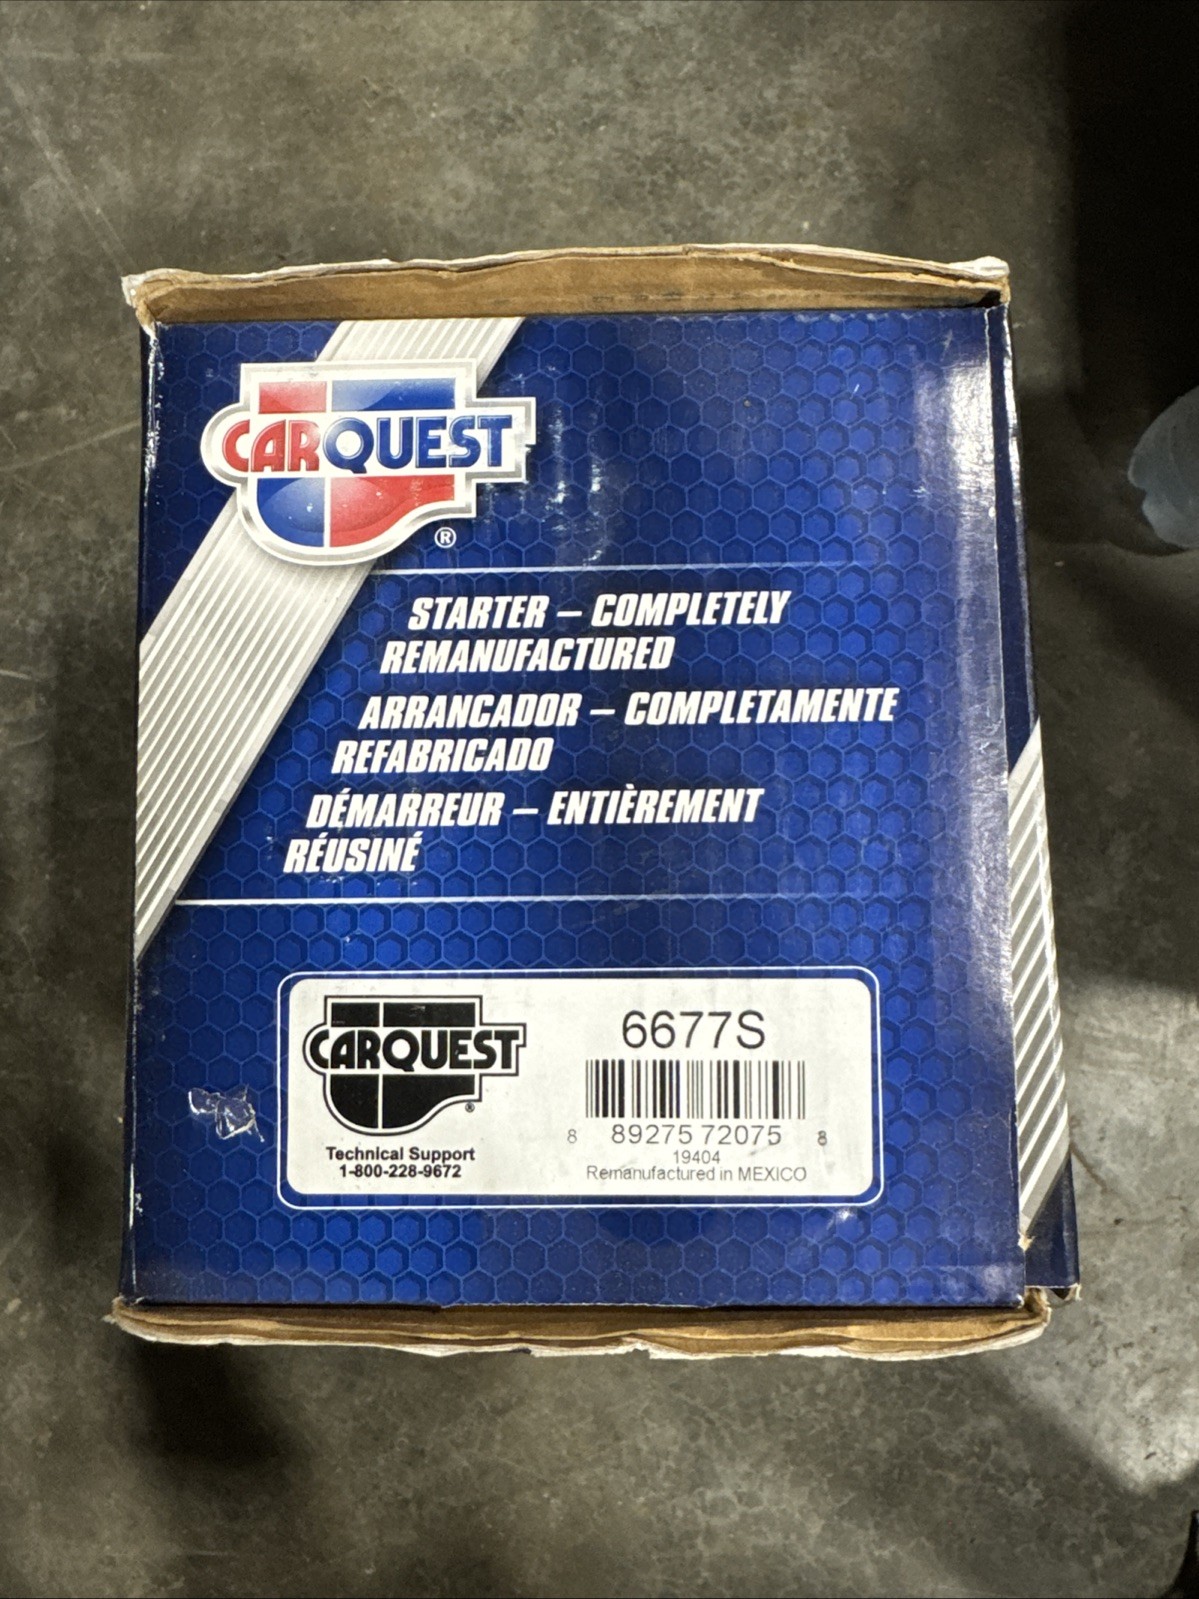 CARQUEST
®
STARTER – COMPLETELY
REMANUFACTURED
ARRANCADOR – COMPLETAMENTE
REFABRICADO
DÉMARREUR – ENTIÈREMENT
RÉUSINÉ
CARQUEST
®
Technical Support
1-800-228-9672
6677S
8 89275 72075 8
19404
Remanufactured in MEXICO